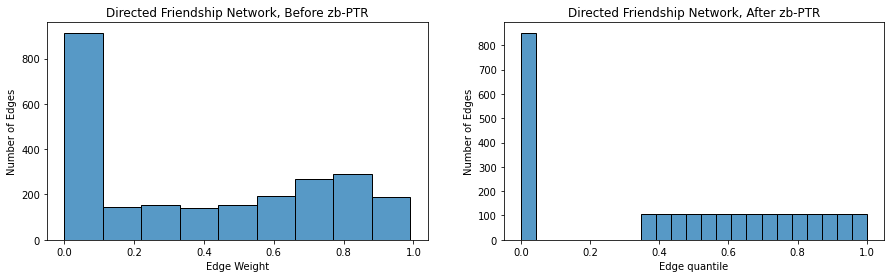 Directed Friendship Network, Before zb-PTR
Number of Edges
800
600
400
200
0
0.0 0.2 0.4 0.6 0.8 1.0
Edge Weight
Directed Friendship Network, After zb-PTR
Number of Edges
800
700
600
500
400
300
200
100
0
0.0 0.2 0.4 0.6 0.8 1.0
Edge quantile